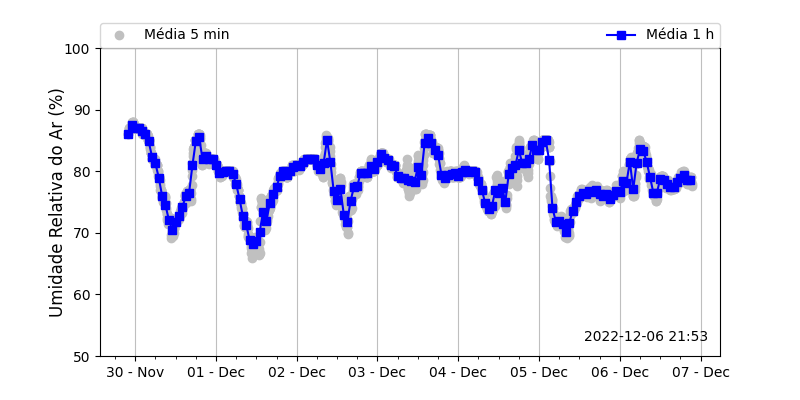 Média 5 min
Média 1 h
Umidade Relativa do Ar (%)
100
90
80
70
60
50
2022-12-06 21:53
30 - Nov
01 - Dec
02 - Dec
03 - Dec
04 - Dec
05 - Dec
06 - Dec
07 - Dec